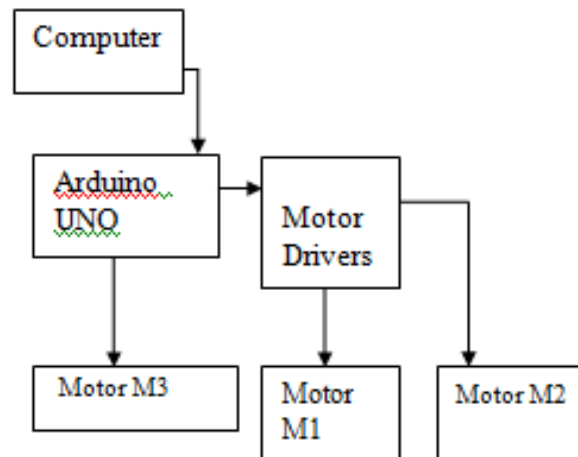 Computer
Arduino
UNO
Motor
Drivers
Motor M3
Motor
M1
Motor M2